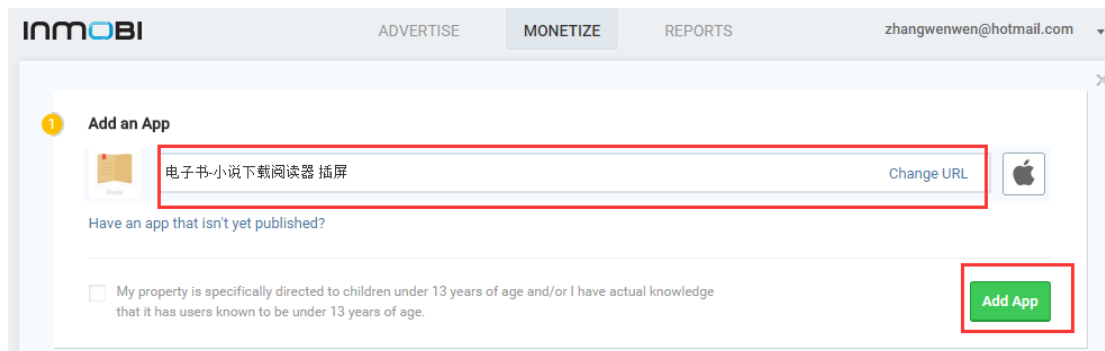 INMOBI
ADVERTISE
MONETIZE
REPORTS
zhangwenwen@hotmail.com
1
Add an App
电子书-小说下载阅读器 插屏
Change URL
Have an app that isn't yet published?
My property is specifically directed to children under 13 years of age and/or I have actual knowledge
that it has users known to be under 13 years of age.
Add App